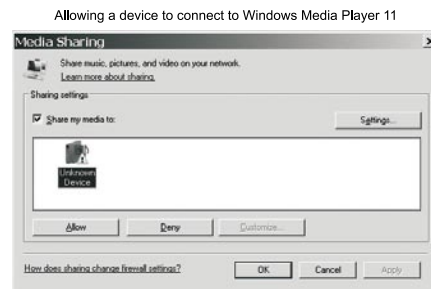 Allowing a device to connect to Windows Media Player 11
Media Sharing
Share music, pictures, and video on your network.
Learn more about sharing.
Sharing settings
Share my media to:
Settings...
Unknown
Device
Allow
Deny
Customize...
How does sharing change firewall settings?
OK
Cancel
Apply